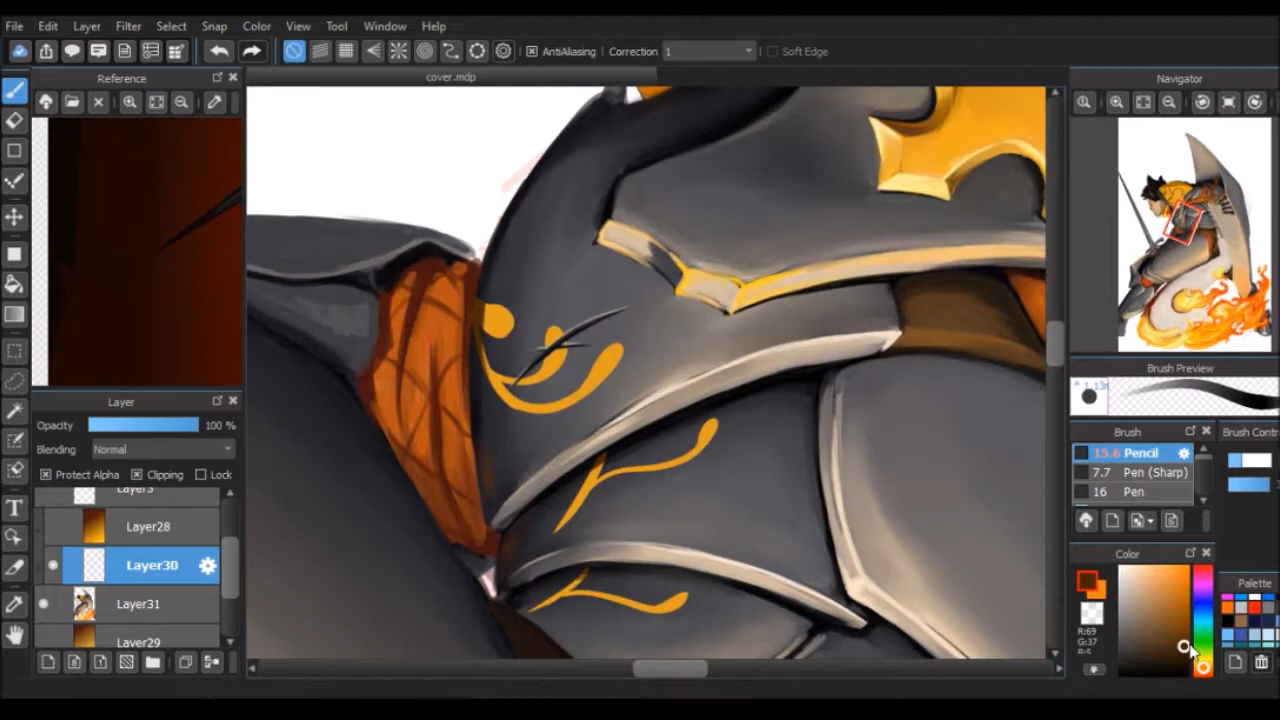 File Edit Layer Filter Select Snap Color View Tool Window Help
AntiAliasing Correction 1 Soft Edge
Reference
cover.mdp
Navigator
Layer
Opacity 100 %
Blending Normal
Protect Alpha Clipping Lock
Layer3
Layer28
Layer30
Layer31
Layer29
Brush Preview
Brush
Brush Contr
15.6 Pencil
7.7 Pen (Sharp)
16 Pen
Color
Palette
R:69
G:37